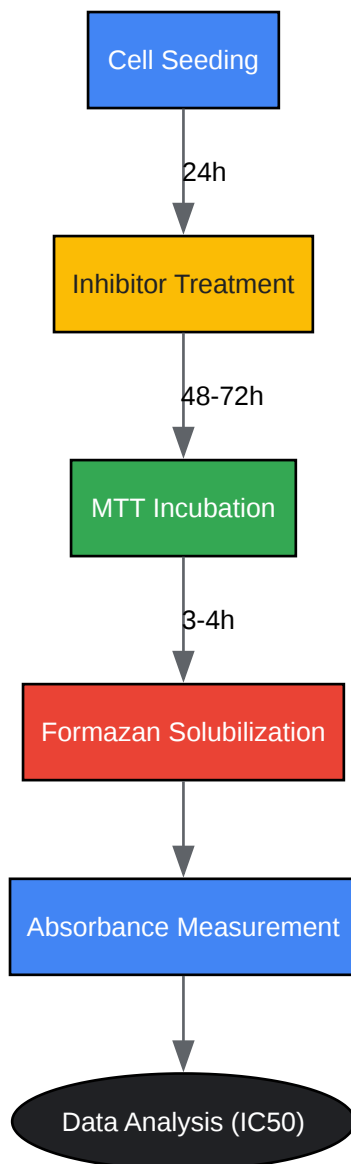 Cell Seeding
24h
Inhibitor Treatment
48-72h
MTT Incubation
3-4h
Formazan Solubilization
Absorbance Measurement
Data Analysis (IC50)